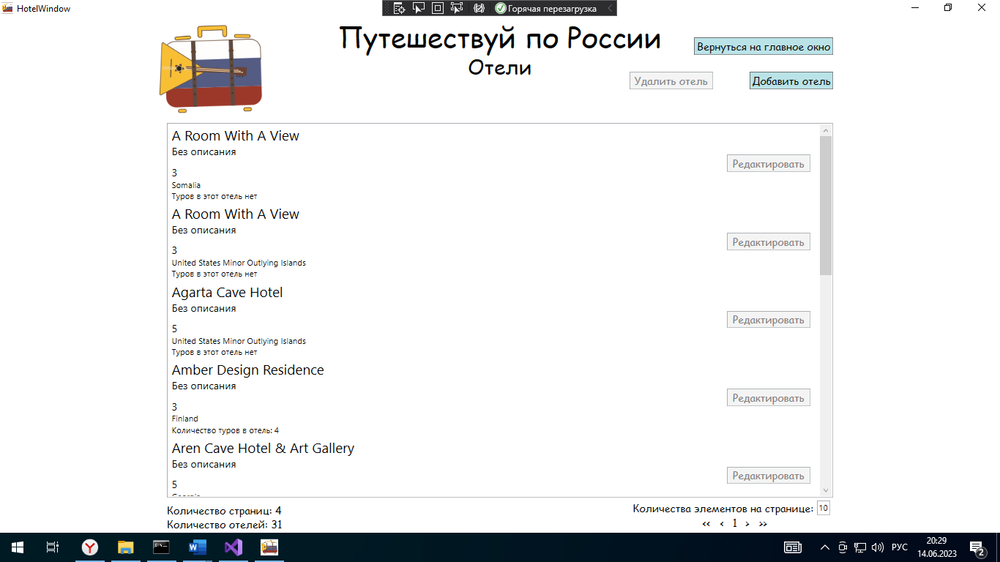 HotelWindow
Горячая перезагрузка
Путешествуй по России
Отели
Вернуться на главное окно
Удалить отель
Добавить отель
A Room With A View
Без описания
Редактировать
3
Somalia
Туров в этот отель нет
A Room With A View
Без описания
Редактировать
3
United States Minor Outlying Islands
Туров в этот отель нет
Agarta Cave Hotel
Без описания
Редактировать
5
United States Minor Outlying Islands
Туров в этот отель нет
Amber Design Residence
Без описания
Редактировать
3
Finland
Количество туров в отель: 4
Aren Cave Hotel & Art Gallery
Без описания
Редактировать
5
Количество страниц: 4
Количество отелей: 31
Количества элементов на странице: 10
<< < 1 > >>
РУС
20:29
14.06.2023
2